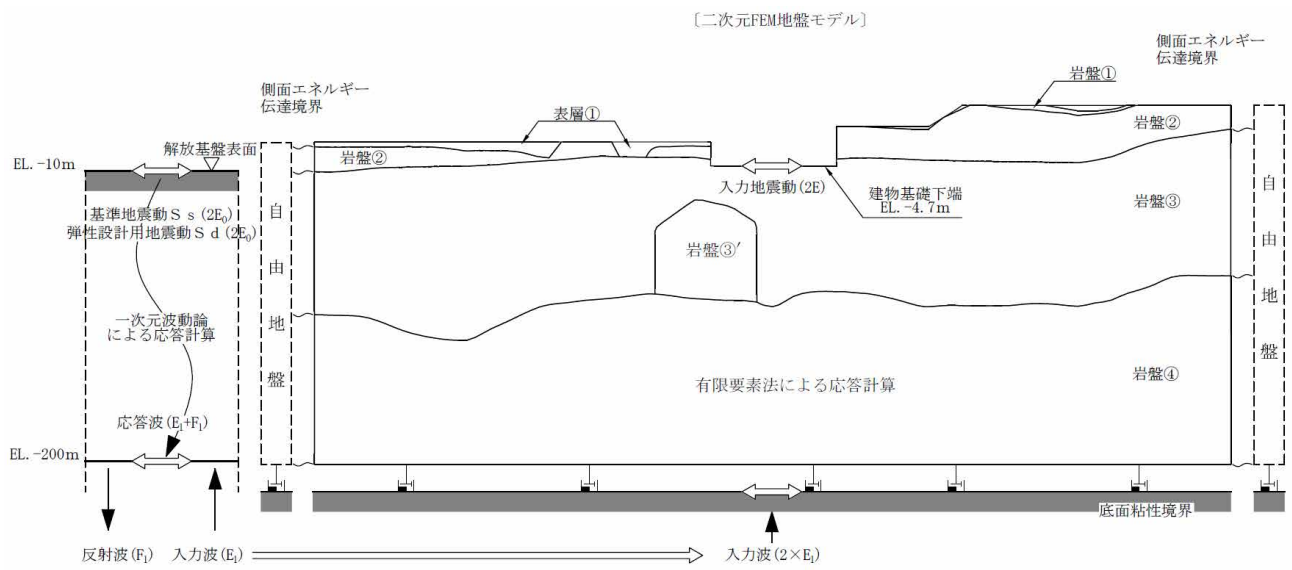 〔二次元FEM地盤モデル〕
側面エネルギー
伝達境界
側面エネルギー
伝達境界
岩盤①
表層①
岩盤②
岩盤②
解放基盤表面
EL.-10m
入力地震動(2E)
建物基礎下端
EL.-4.7m
基準地震動Ｓｓ(2E₀)
弾性設計用地震動Ｓｄ(2E₀)
自由地盤
岩盤③
自由地盤
岩盤③′
一次元波動論
による応答計算
有限要素法による応答計算
岩盤④
応答波(E₁+F₁)
EL.-200m
底面粘性境界
反射波(F₁)
入力波(E₁)
入力波(2×E₁)